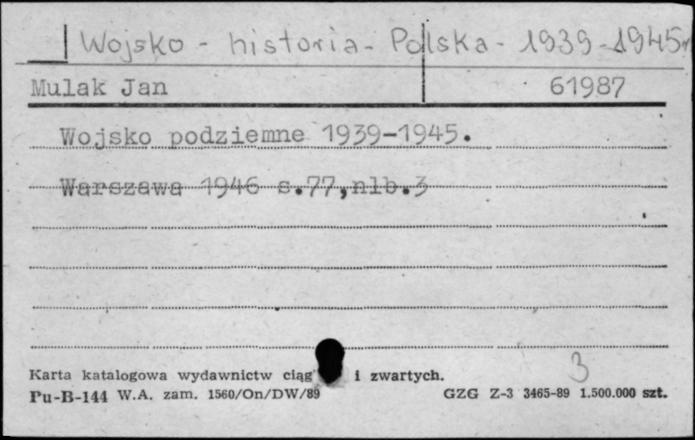 Wojsko - historia - Polska - 1939-1945r
Mulak Jan 61987
Wojsko podziemne 1939-1945.
Warszawa 1946 s.77,nlb.3
3
Karta katalogowa wydawnictw ciąg i zwartych.
Pu-B-144 W.A. zam. 1560/On/DW/89 GZG Z-3 3465-89 1.500.000 szt.